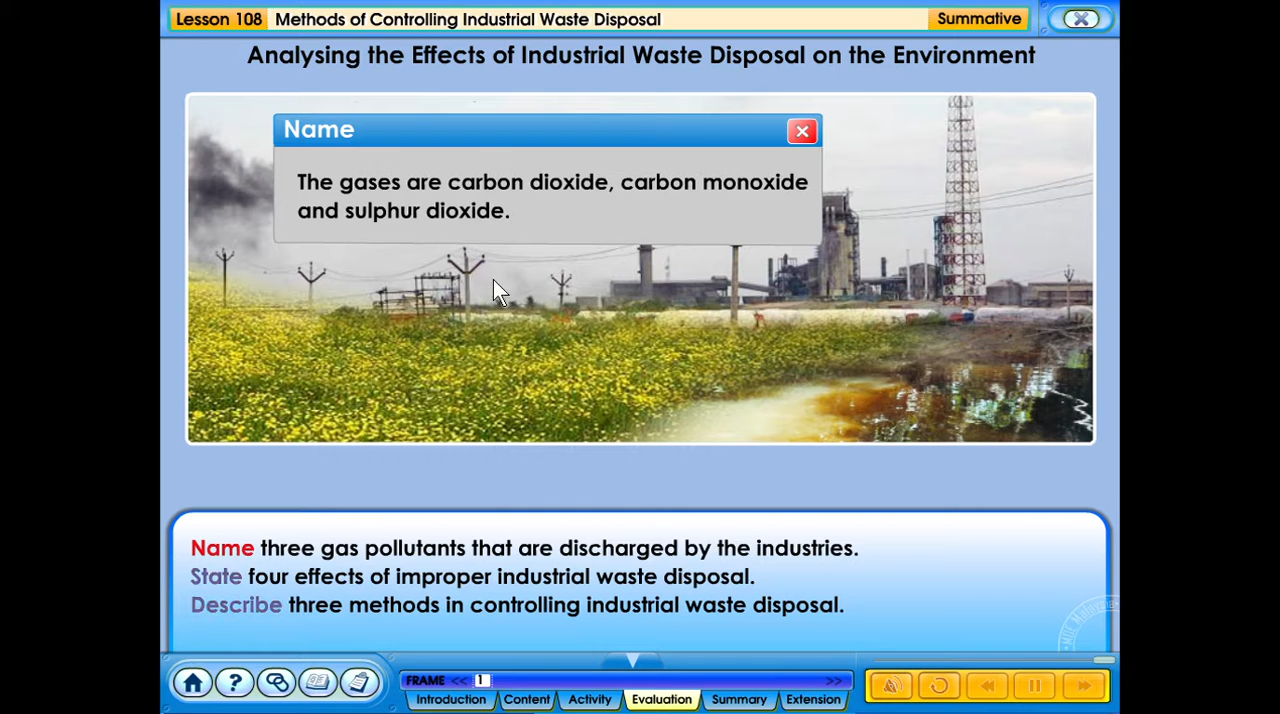 Lesson 108 Methods of Controlling Industrial Waste Disposal Summative
Analysing the Effects of Industrial Waste Disposal on the Environment
Name
The gases are carbon dioxide, carbon monoxide
and sulphur dioxide.
Name three gas pollutants that are discharged by the industries.
State four effects of improper industrial waste disposal.
Describe three methods in controlling industrial waste disposal.
FRAME << 1 >>
Introduction Content Activity Evaluation Summary Extension